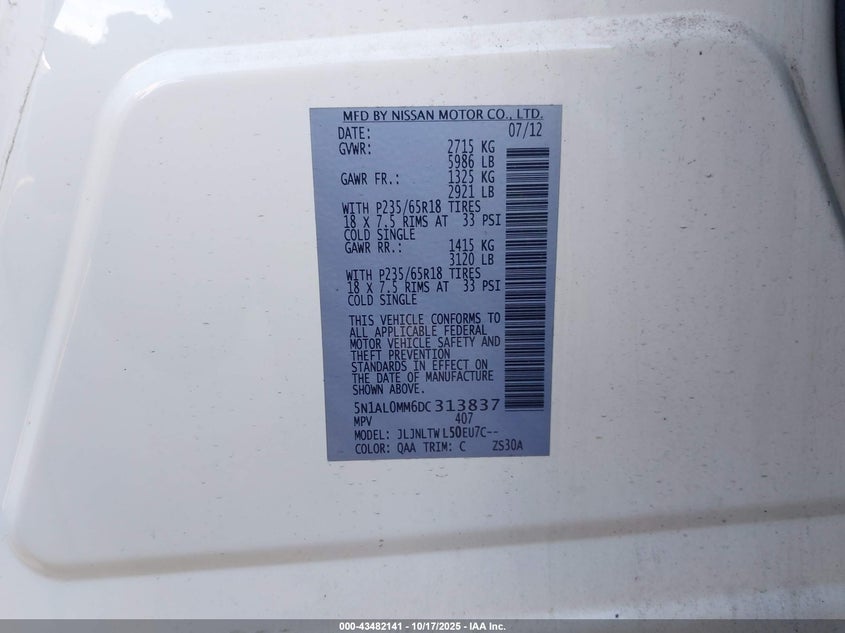 MFD BY NISSAN MOTOR CO., LTD.
DATE: 07/12
GVWR: 2715 KG
5986 LB
GAWR FR.: 1325 KG
2921 LB
WITH P235/65R18 TIRES
18 X 7.5 RIMS AT 33 PSI
COLD SINGLE
GAWR RR.: 1415 KG
3120 LB
WITH P235/65R18 TIRES
18 X 7.5 RIMS AT 33 PSI
COLD SINGLE
THIS VEHICLE CONFORMS TO
ALL APPLICABLE FEDERAL
MOTOR VEHICLE SAFETY AND
THEFT PREVENTION
STANDARDS IN EFFECT ON
THE DATE OF MANUFACTURE
SHOWN ABOVE.
5N1AL0MM6DC313837
MPV 407
MODEL: JLJNLTWL50EU7C--
COLOR: QAA TRIM: C ZS30A
000-43482141 - 10/17/2025 - IAA Inc.